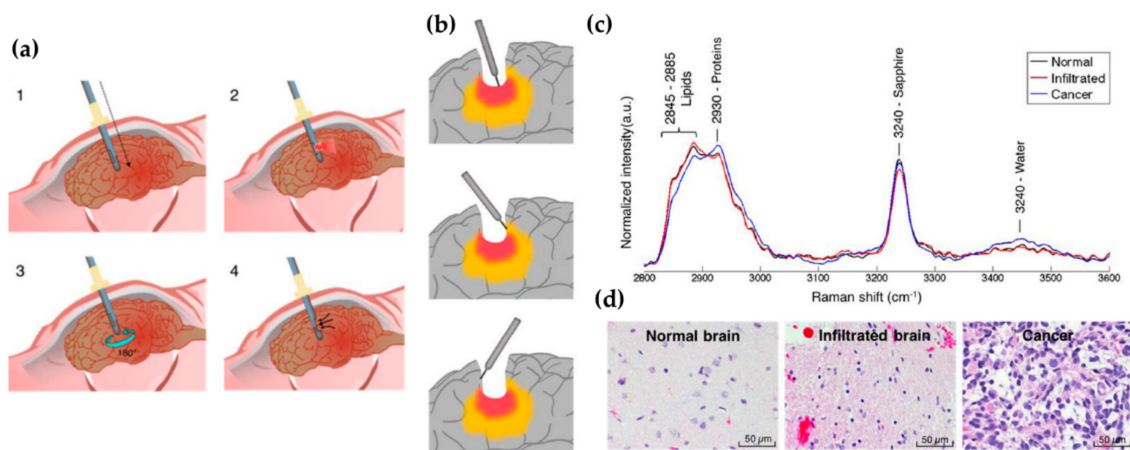 (a)
1
2
3
180°
4
(b)
(c)
Normalized intensity(a.u.)
2845 - 2885
Lipids
2930 - Proteins
3240 - Sapphire
3240 - Water
Normal
Infiltrated
Cancer
2800 2900 3000 3100 3200 3300 3400 3500 3600
Raman shift (cm⁻¹)
(d)
Normal brain
50 µm
Infiltrated brain
50 µm
Cancer
50 µm